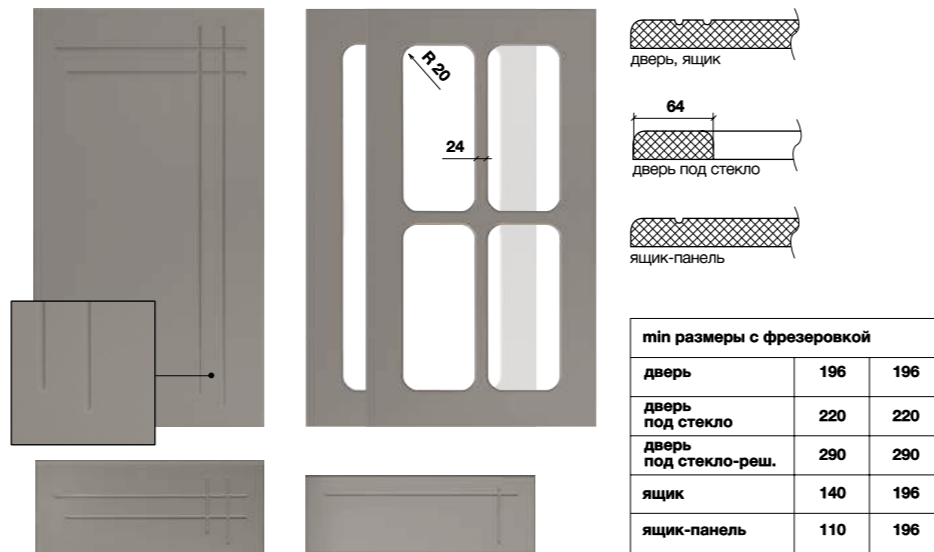 R 20
24
дверь, ящик
64
дверь под стекло
ящик-панель
min размеры с фрезеровкой
дверь 196 196
дверь
под стекло 220 220
дверь
под стекло-реш. 290 290
ящик 140 196
ящик-панель 110 196